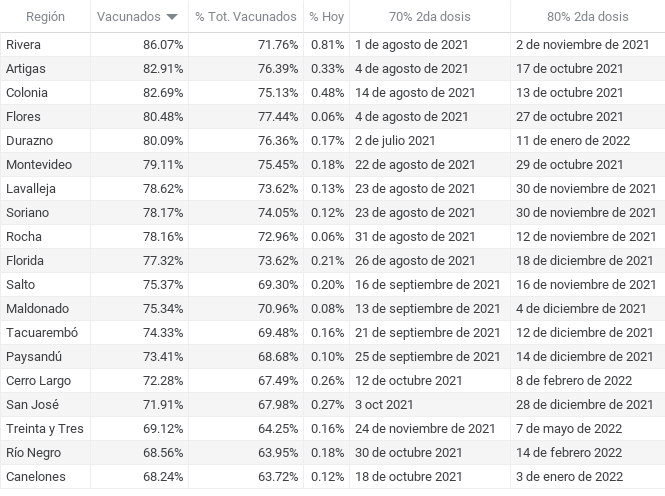 Región Vacunados % Tot. Vacunados % Hoy 70% 2da dosis 80% 2da dosis
Rivera 86.07% 71.76% 0.81% 1 de agosto de 2021 2 de noviembre de 2021
Artigas 82.91% 76.39% 0.33% 4 de agosto de 2021 17 de octubre 2021
Colonia 82.69% 75.13% 0.48% 14 de agosto de 2021 13 de octubre 2021
Flores 80.48% 77.44% 0.06% 4 de agosto de 2021 27 de octubre 2021
Durazno 80.09% 76.36% 0.17% 2 de julio 2021 11 de enero de 2022
Montevideo 79.11% 75.45% 0.18% 22 de agosto de 2021 29 de octubre 2021
Lavalleja 78.62% 73.62% 0.13% 23 de agosto de 2021 30 de noviembre de 2021
Soriano 78.17% 74.05% 0.12% 23 de agosto de 2021 30 de noviembre de 2021
Rocha 78.16% 72.96% 0.06% 31 de agosto de 2021 12 de noviembre de 2021
Florida 77.32% 73.62% 0.21% 26 de agosto de 2021 18 de diciembre de 2021
Salto 75.37% 69.30% 0.20% 16 de septiembre de 2021 16 de noviembre de 2021
Maldonado 75.34% 70.96% 0.08% 13 de septiembre de 2021 4 de diciembre de 2021
Tacuarembó 74.33% 69.48% 0.16% 21 de septiembre de 2021 12 de diciembre de 2021
Paysandú 73.41% 68.68% 0.10% 25 de septiembre de 2021 14 de diciembre de 2021
Cerro Largo 72.28% 67.49% 0.26% 12 de octubre 2021 8 de febrero de 2022
San José 71.91% 67.98% 0.27% 3 oct 2021 28 de diciembre de 2021
Treinta y Tres 69.12% 64.25% 0.16% 24 de noviembre de 2021 7 de mayo de 2022
Río Negro 68.56% 63.95% 0.18% 30 de octubre 2021 14 de febrero de 2022
Canelones 68.24% 63.72% 0.12% 18 de octubre 2021 3 de enero de 2022